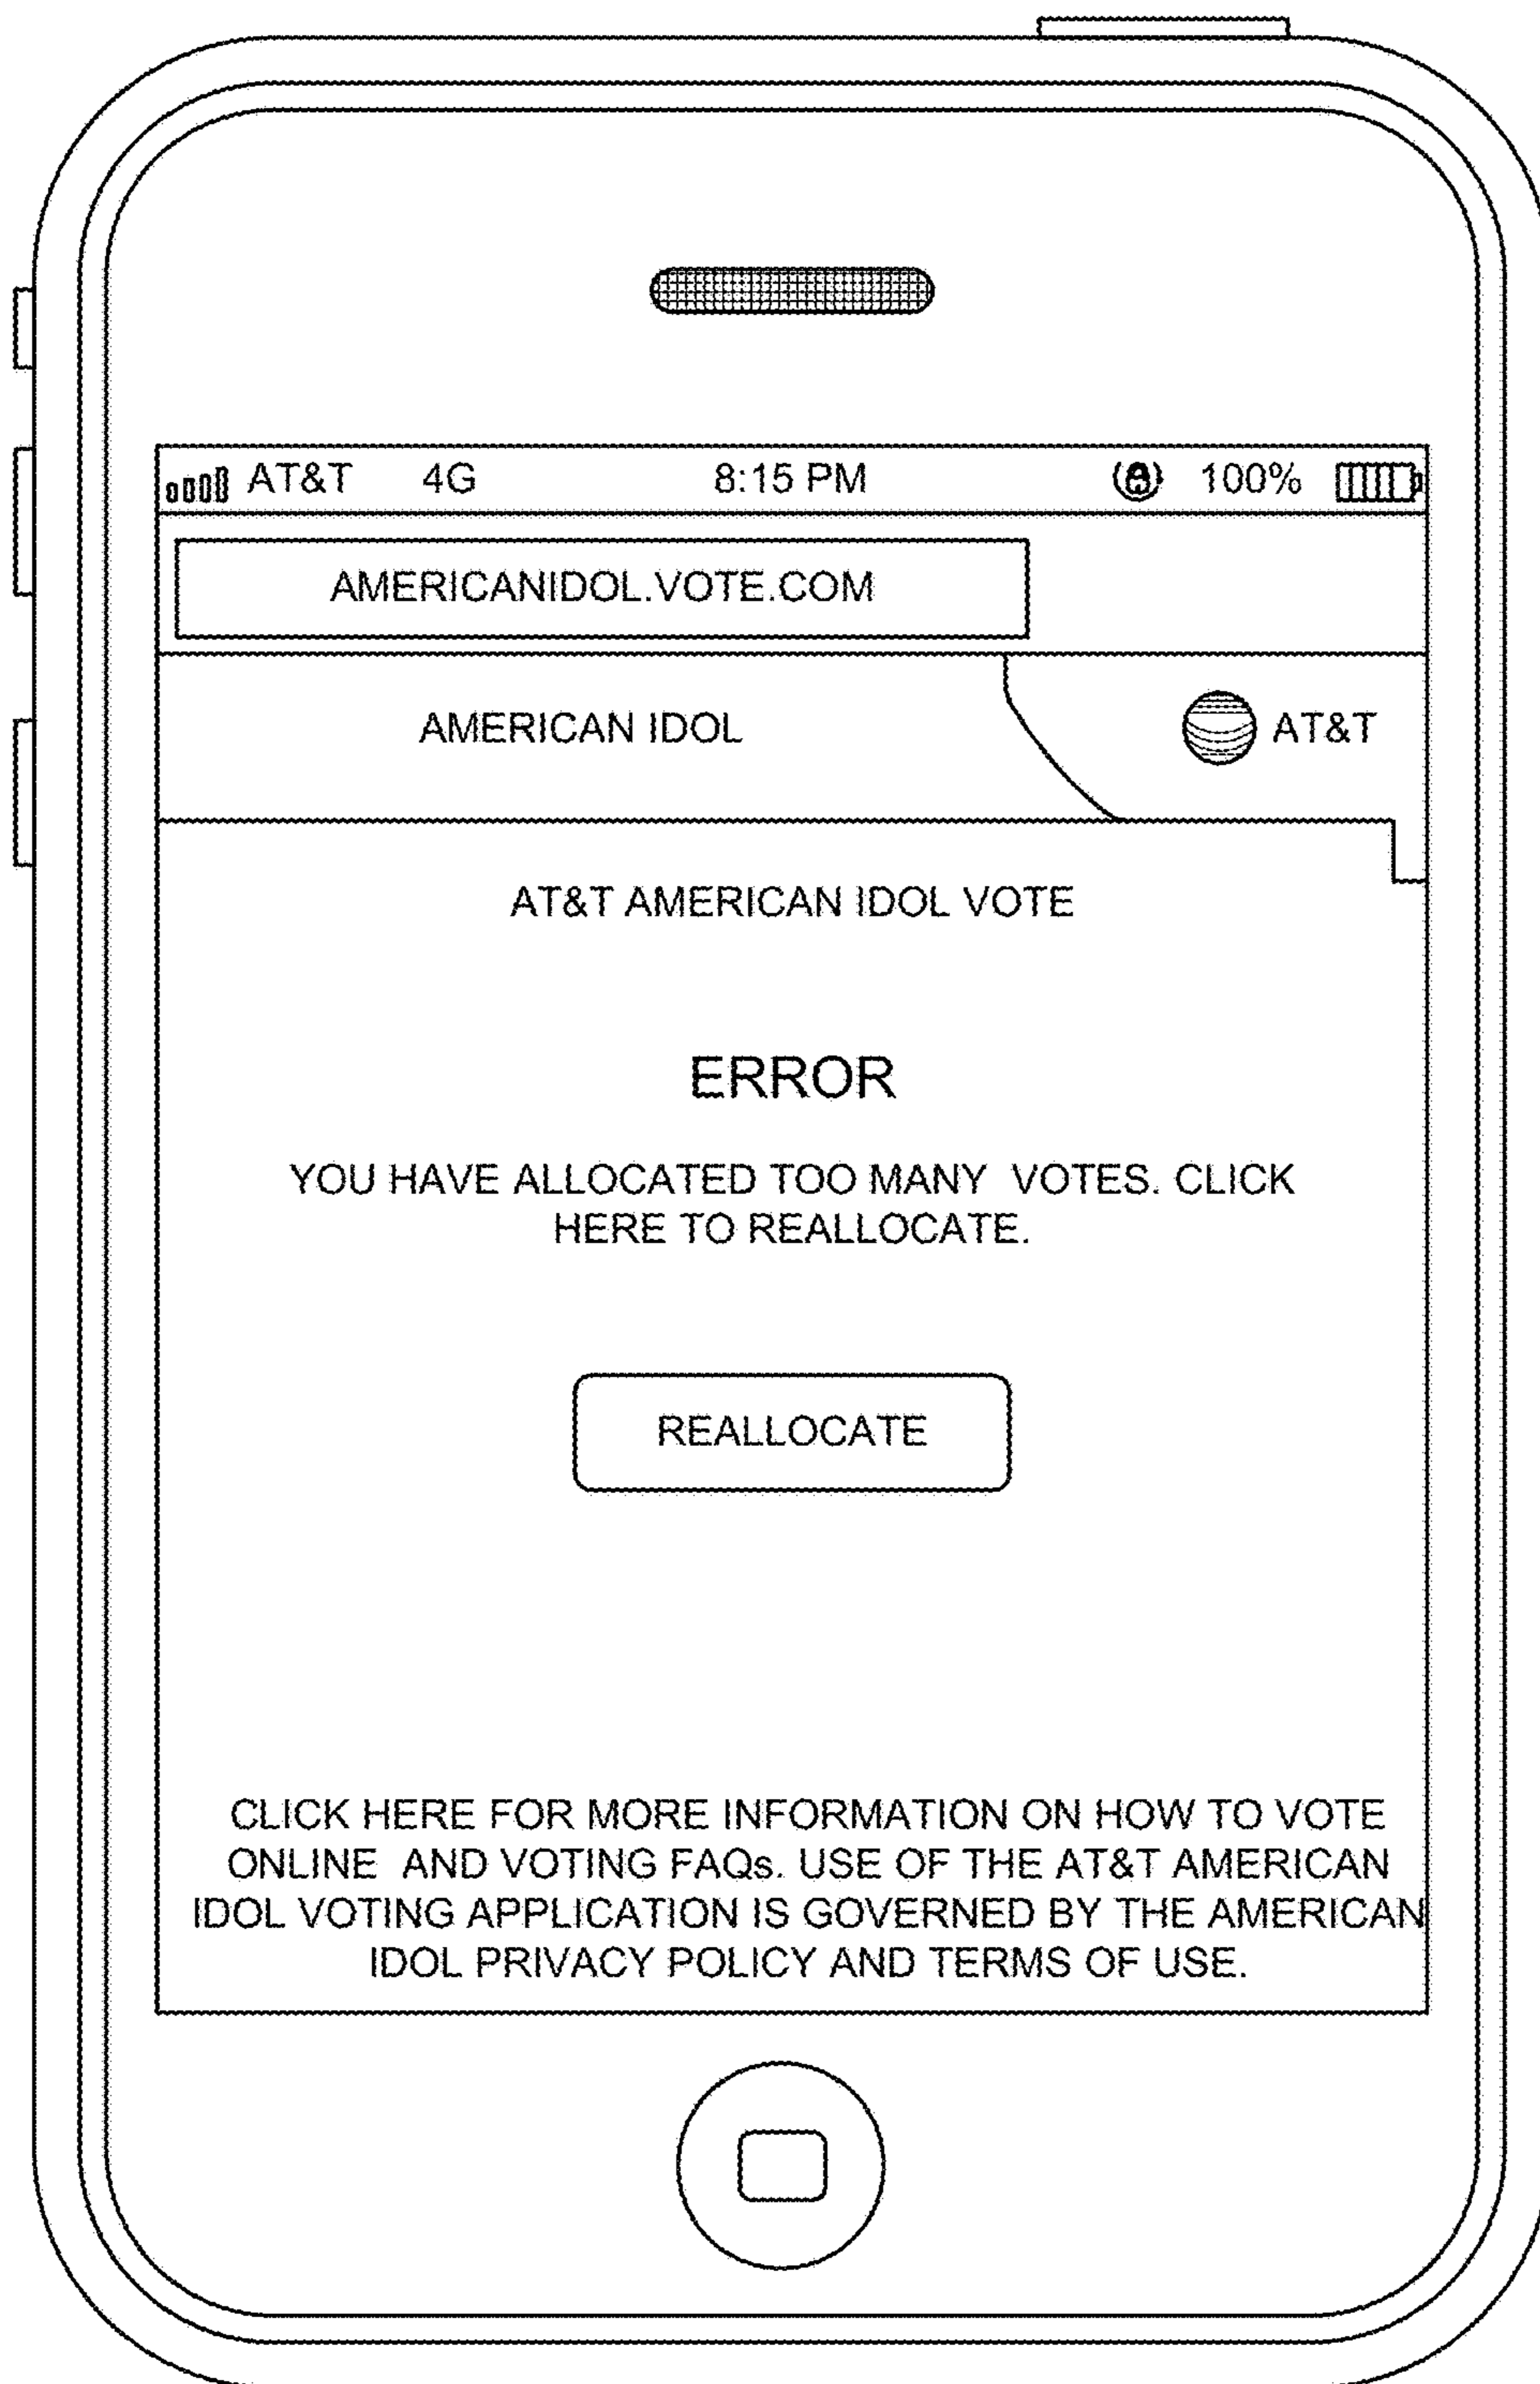 AT&T 4G 8:15 PM 100%
AMERICANIDOL.VOTE.COM
AMERICAN IDOL AT&T
AT&T AMERICAN IDOL VOTE
ERROR
YOU HAVE ALLOCATED TOO MANY VOTES. CLICK
HERE TO REALLOCATE.
REALLOCATE
CLICK HERE FOR MORE INFORMATION ON HOW TO VOTE
ONLINE AND VOTING FAQs. USE OF THE AT&T AMERICAN
IDOL VOTING APPLICATION IS GOVERNED BY THE AMERICAN
IDOL PRIVACY POLICY AND TERMS OF USE.